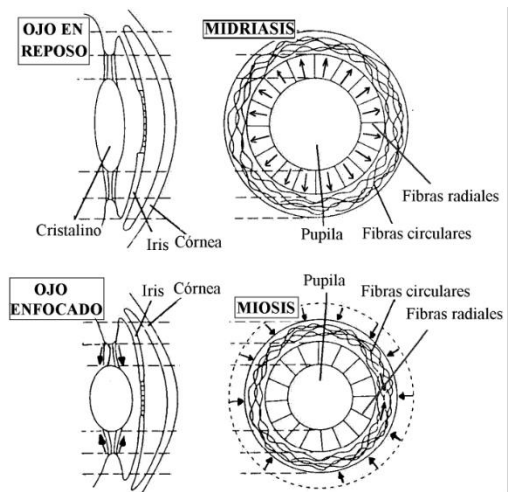 OJO EN
REPOSO
MIDRIASIS
Fibras radiales
Cristalino
Iris
Córnea
Pupila
Fibras circulares
OJO
ENFOCADO
Iris
Córnea
MIOSIS
Pupila
Fibras circulares
Fibras radiales